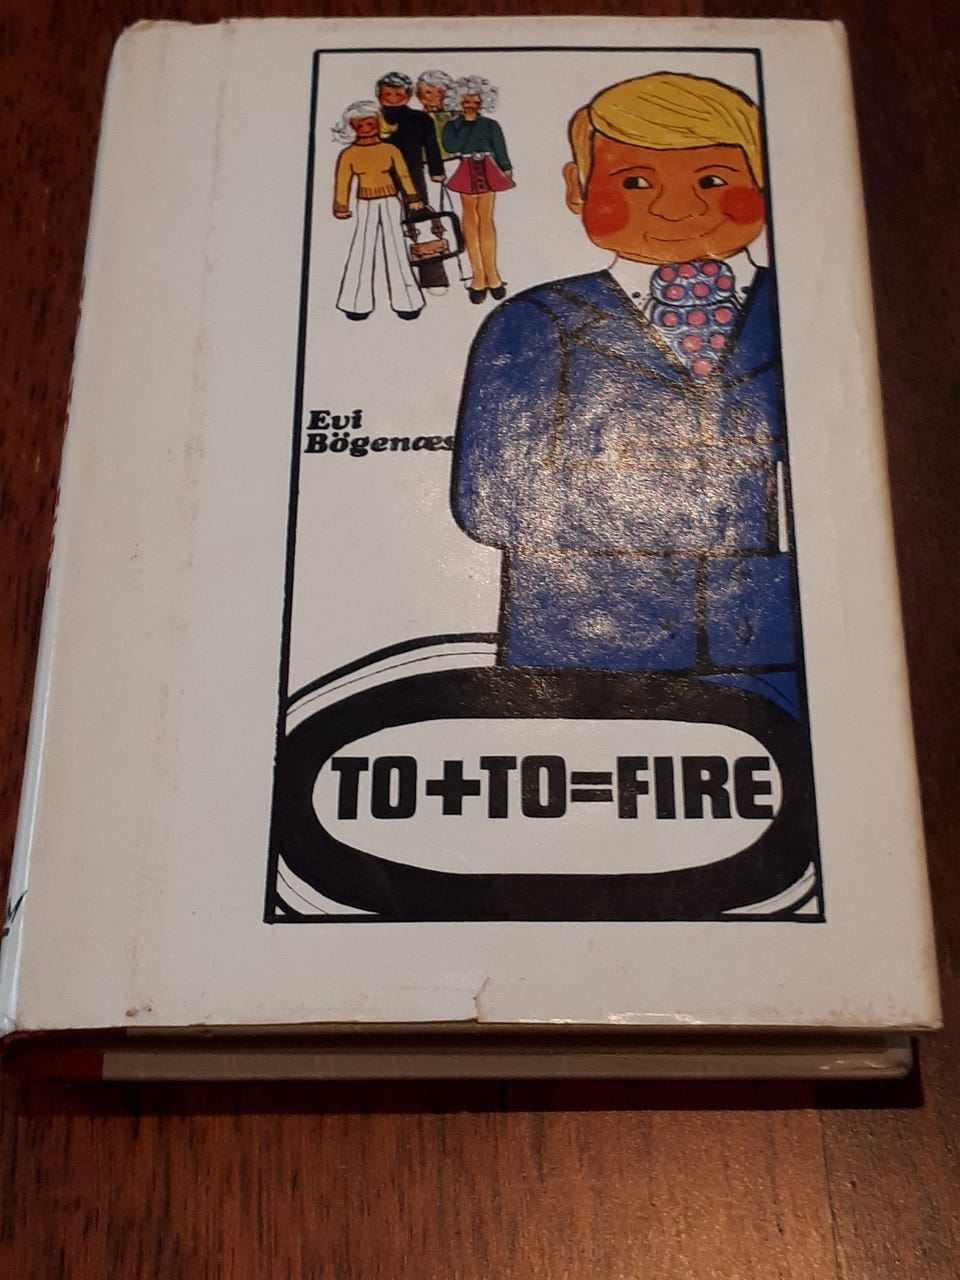 Evi
Bögenæs
TO+TO=FIRE